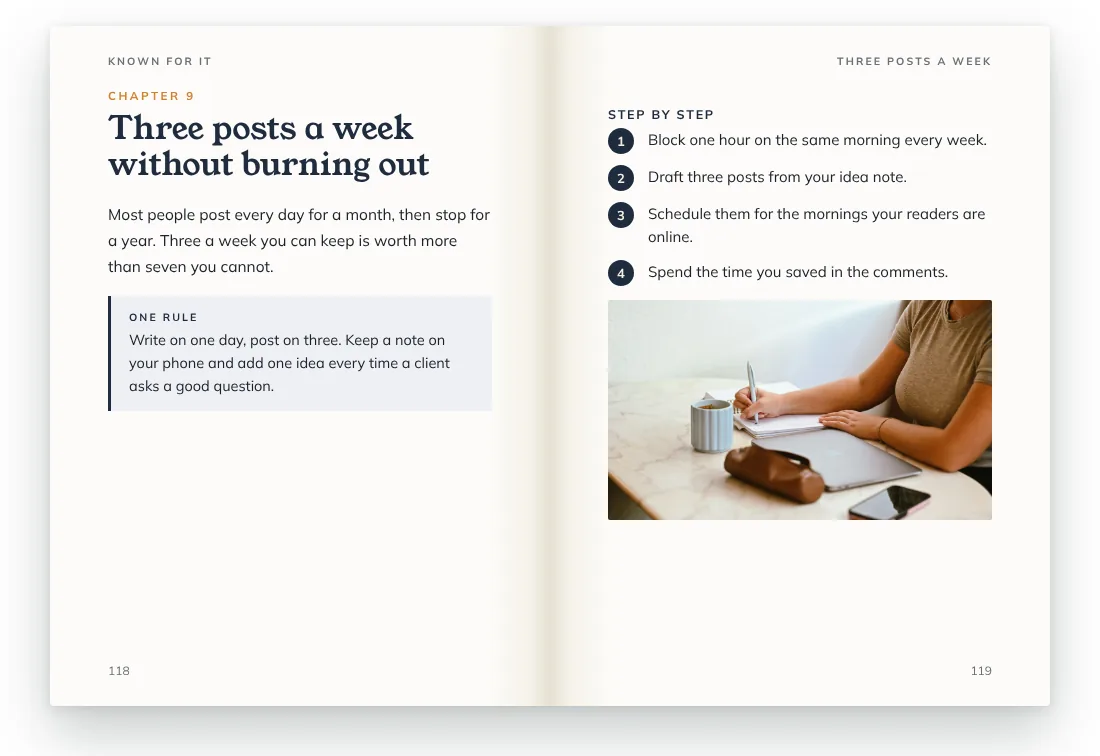 KNOWN FOR IT
CHAPTER 9
Three posts a week
without burning out
Most people post every day for a month, then stop for
a year. Three a week you can keep is worth more
than seven you cannot.
ONE RULE
Write on one day, post on three. Keep a note on
your phone and add one idea every time a client
asks a good question.
118
THREE POSTS A WEEK
STEP BY STEP
1 Block one hour on the same morning every week.
2 Draft three posts from your idea note.
3 Schedule them for the mornings your readers are
online.
4 Spend the time you saved in the comments.
119